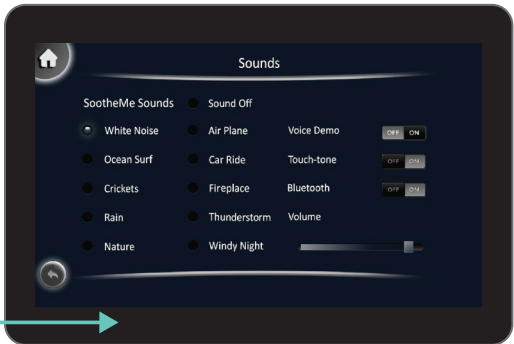 Sounds
SootheMe Sounds Sound Off
White Noise Air Plane Voice Demo OFF ON
Ocean Surf Car Ride Touch-tone OFF ON
Crickets Fireplace Bluetooth OFF ON
Rain Thunderstorm Volume
Nature Windy Night